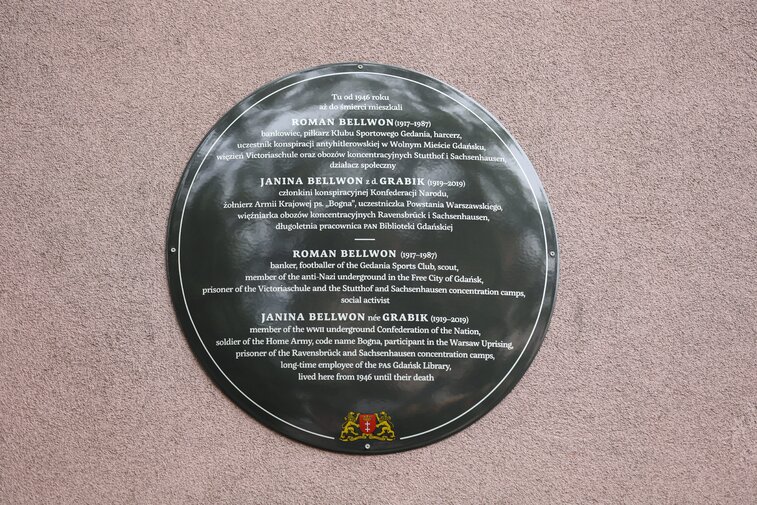 Tu od 1946 roku
aż do śmierci mieszkali
ROMAN BELLWON (1917–1987)
bankowiec, piłkarz Klubu Sportowego Gedania, harcerz,
uczestnik konspiracji antyhitlerowskiej w Wolnym Mieście Gdańsku,
więzień Victoriaschule oraz obozów koncentracyjnych Stutthof i Sachsenhausen,
działacz społeczny
JANINA BELLWON z d. GRABIK (1919–2019)
członkini konspiracyjnej Konfederacji Narodu,
żołnierz Armii Krajowej ps. „Bogna”, uczestniczka Powstania Warszawskiego,
więźniarka obozów koncentracyjnych Ravensbrück i Sachsenhausen,
długoletnia pracownica PAN Biblioteki Gdańskiej
ROMAN BELLWON (1917–1987)
banker, footballer of the Gedania Sports Club, scout,
member of the anti-Nazi underground in the Free City of Gdańsk,
prisoner of the Victoriaschule and the Stutthof and Sachsenhausen concentration camps,
social activist
JANINA BELLWON née GRABIK (1919–2019)
member of the WWII underground Confederation of the Nation,
soldier of the Home Army, code name Bogna, participant in the Warsaw Uprising,
prisoner of the Ravensbrück and Sachsenhausen concentration camps,
long-time employee of the PAS Gdańsk Library,
lived here from 1946 until their death